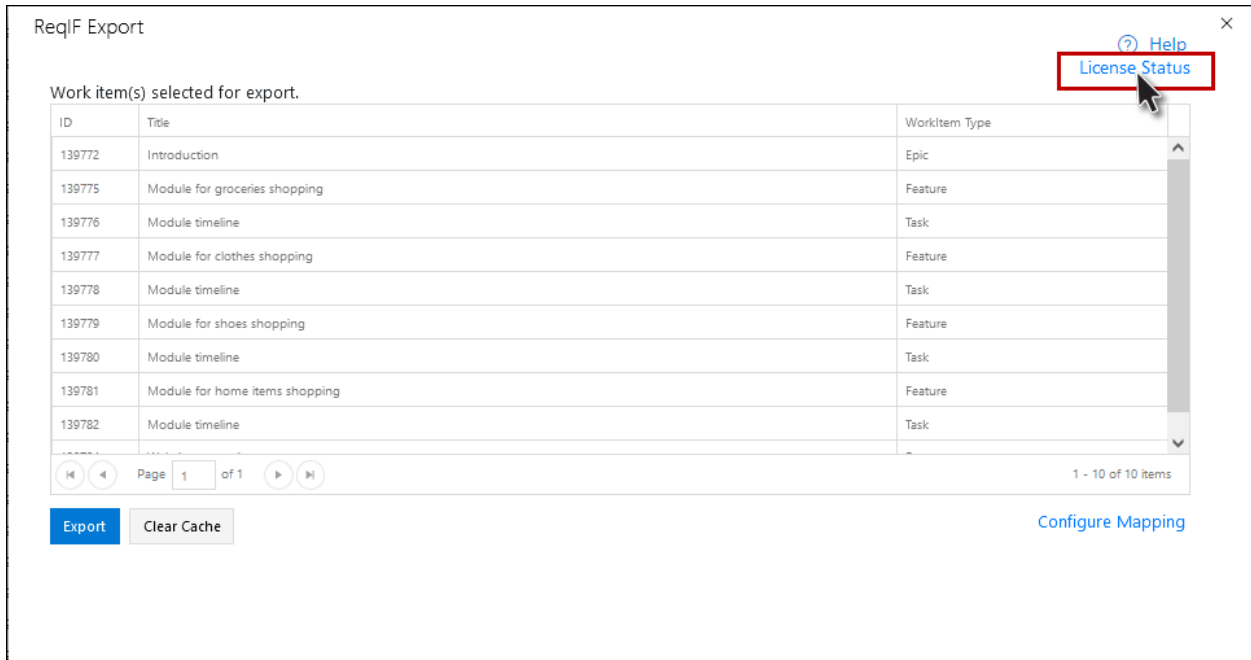 ReqIF Export
Help
License Status
Work item(s) selected for export.
ID Title WorkItem Type
139772 Introduction Epic
139775 Module for groceries shopping Feature
139776 Module timeline Task
139777 Module for clothes shopping Feature
139778 Module timeline Task
139779 Module for shoes shopping Feature
139780 Module timeline Task
139781 Module for home items shopping Feature
139782 Module timeline Task
Page 1 of 1 1 - 10 of 10 items
Export Clear Cache Configure Mapping